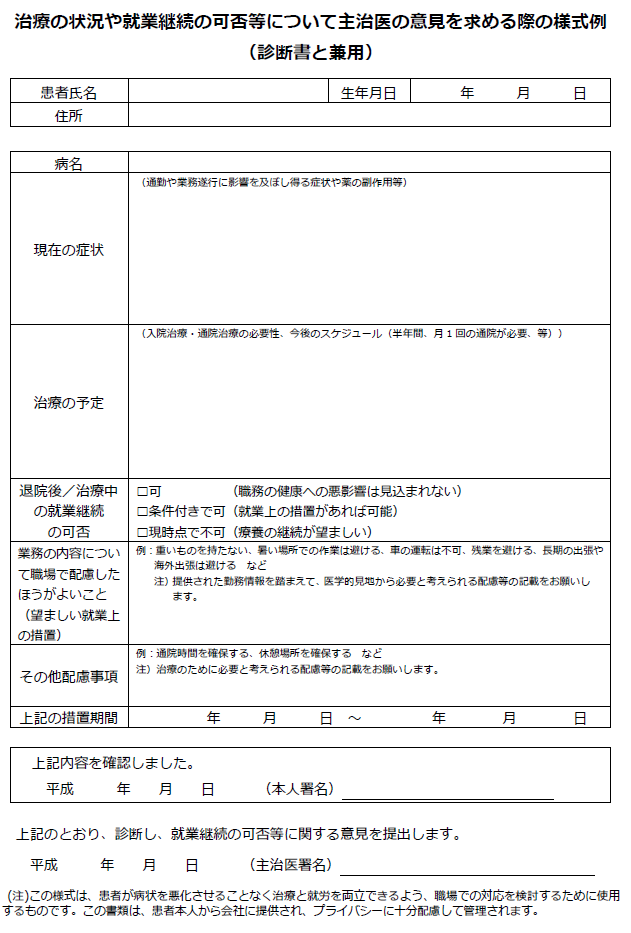 治療の状況や就業継続の可否等について主治医の意見を求める際の様式例
（診断書と兼用）
患者氏名 生年月日 年 月 日
住所
病名
現在の症状
（通勤や業務遂行に影響を及ぼし得る症状や薬の副作用等）
治療の予定
（入院治療・通院治療の必要性、今後のスケジュール（半年間、月1回の通院が必要、等））
退院後／治療中
の就業継続
の可否
□可 （職務の健康への悪影響は見込まれない）
□条件付きで可（就業上の措置があれば可能）
□現時点で不可（療養の継続が望ましい）
業務の内容につい
て職場で配慮した
ほうがよいこと
（望ましい就業上
の措置）
例：重いものを持たない、暑い場所での作業は避ける、車の運転は不可、残業を避ける、長期の出張や
海外出張は避ける など
注）提供された勤務情報を踏まえて、医学的見地から必要と考えられる配慮等の記載をお願いし
ます。
その他配慮事項
例：通院時間を確保する、休憩場所を確保する など
注）治療のために必要と考えられる配慮等の記載をお願いします。
上記の措置期間 年 月 日 ～ 年 月 日
上記内容を確認しました。
平成 年 月 日 （本人署名）
上記のとおり、診断し、就業継続の可否等に関する意見を提出します。
平成 年 月 日 （主治医署名）
(注)この様式は、患者が病状を悪化させることなく治療と就労を両立できるよう、職場での対応を検討するために使用
するものです。この書類は、患者本人から会社に提供され、プライバシーに十分配慮して管理されます。